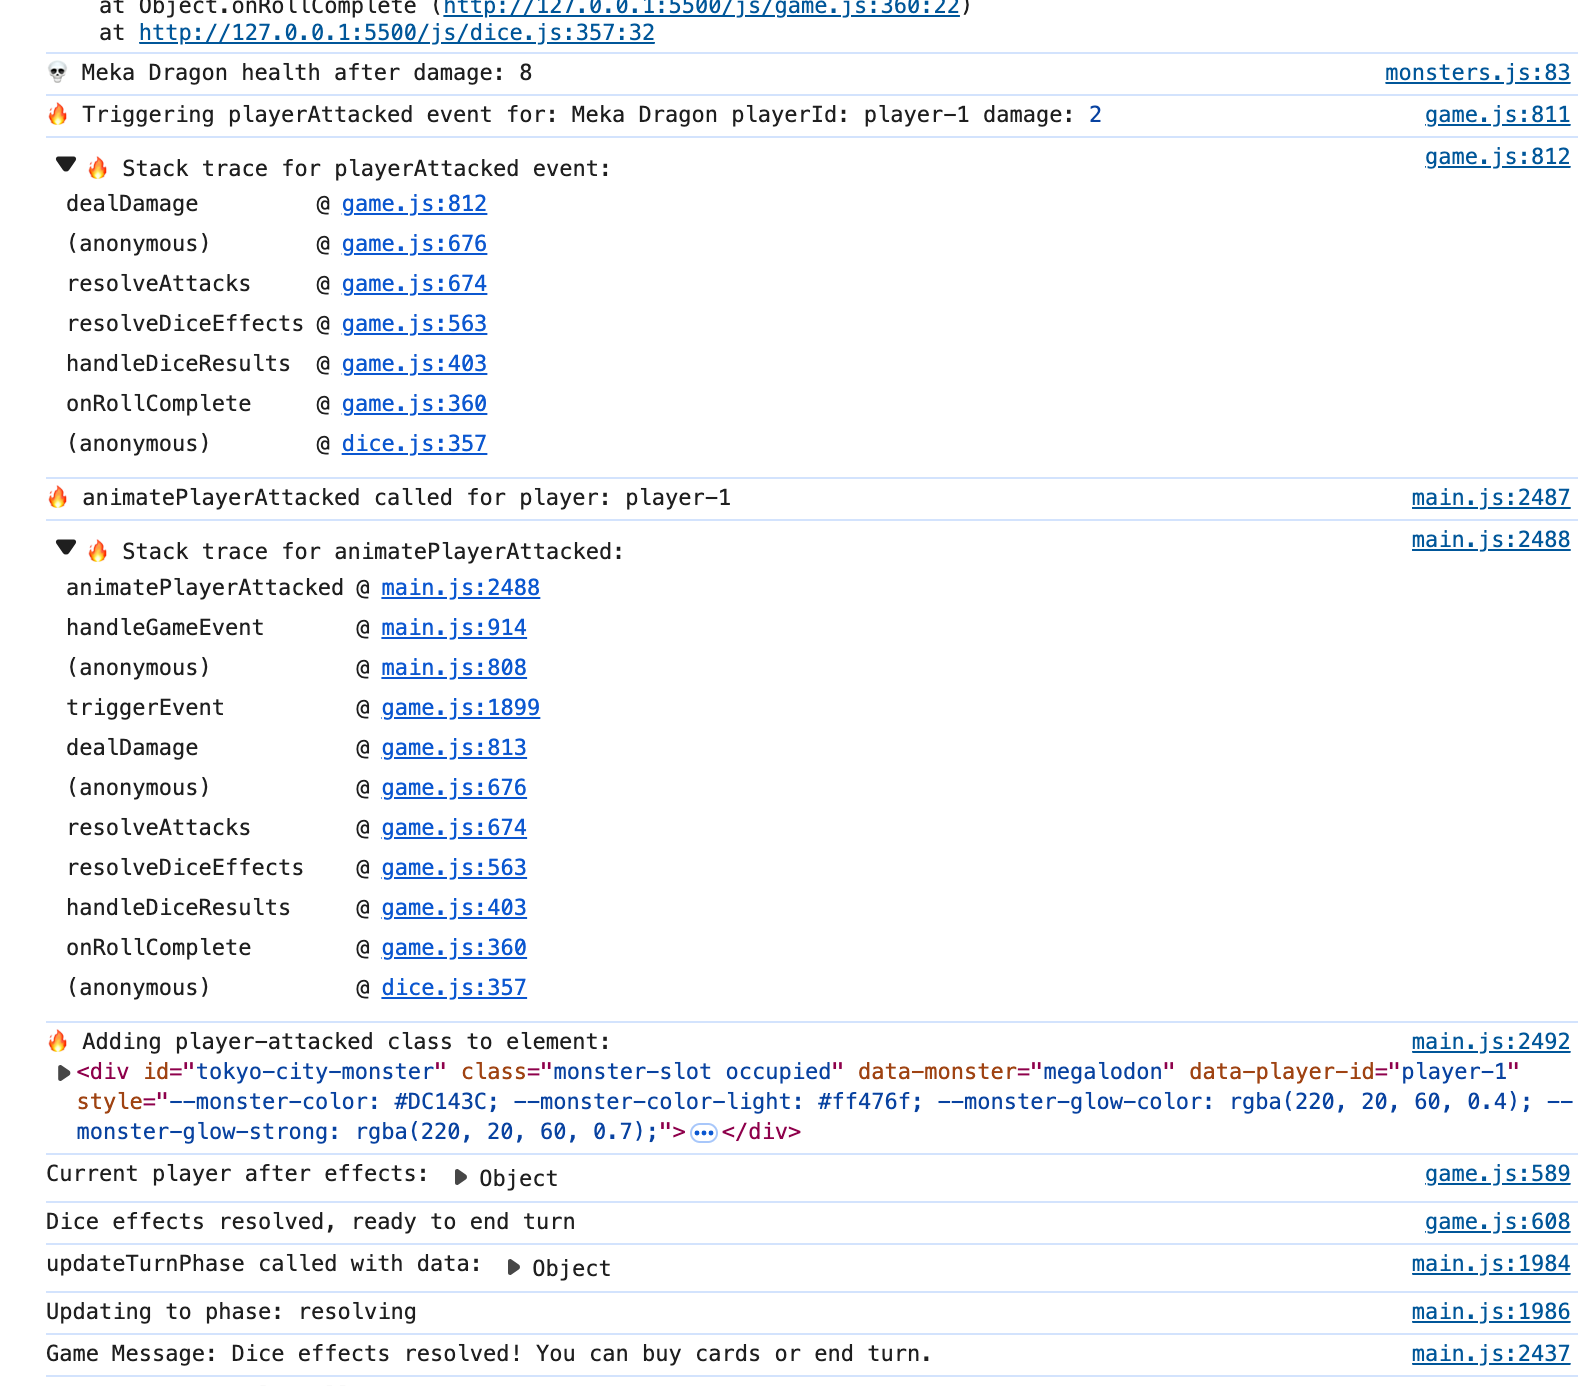 at Object.onRollComplete (http://127.0.0.1:5500/js/game.js:360:22)
at http://127.0.0.1:5500/js/dice.js:357:32
💀 Meka Dragon health after damage: 8 monsters.js:83
🔥 Triggering playerAttacked event for: Meka Dragon playerId: player-1 damage: 2 game.js:811
🔥 Stack trace for playerAttacked event: game.js:812
dealDamage @ game.js:812
(anonymous) @ game.js:676
resolveAttacks @ game.js:674
resolveDiceEffects @ game.js:563
handleDiceResults @ game.js:403
onRollComplete @ game.js:360
(anonymous) @ dice.js:357
🔥 animatePlayerAttacked called for player: player-1 main.js:2487
🔥 Stack trace for animatePlayerAttacked: main.js:2488
animatePlayerAttacked @ main.js:2488
handleGameEvent @ main.js:914
(anonymous) @ main.js:808
triggerEvent @ game.js:1899
dealDamage @ game.js:813
(anonymous) @ game.js:676
resolveAttacks @ game.js:674
resolveDiceEffects @ game.js:563
handleDiceResults @ game.js:403
onRollComplete @ game.js:360
(anonymous) @ dice.js:357
🔥 Adding player-attacked class to element: main.js:2492
<div id="tokyo-city-monster" class="monster-slot occupied" data-monster="megalodon" data-player-id="player-1"
style="--monster-color: #DC143C; --monster-color-light: #ff476f; --monster-glow-color: rgba(220, 20, 60, 0.4); --
monster-glow-strong: rgba(220, 20, 60, 0.7);">…</div>
Current player after effects: Object game.js:589
Dice effects resolved, ready to end turn game.js:608
updateTurnPhase called with data: Object main.js:1984
Updating to phase: resolving main.js:1986
Game Message: Dice effects resolved! You can buy cards or end turn. main.js:2437